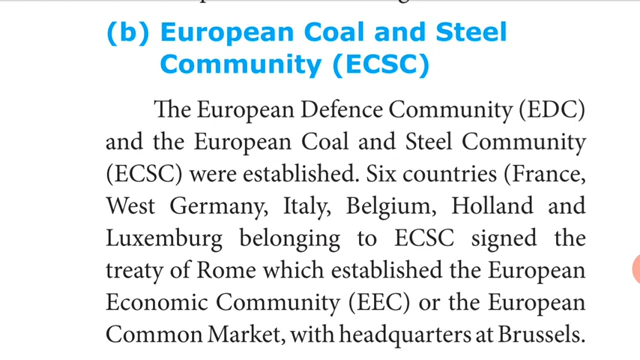 (b) European Coal and Steel
Community (ECSC)
The European Defence Community (EDC)
and the European Coal and Steel Community
(ECSC) were established. Six countries (France,
West Germany, Italy, Belgium, Holland and
Luxemburg belonging to ECSC signed the
treaty of Rome which established the European
Economic Community (EEC) or the European
Common Market, with headquarters at Brussels.